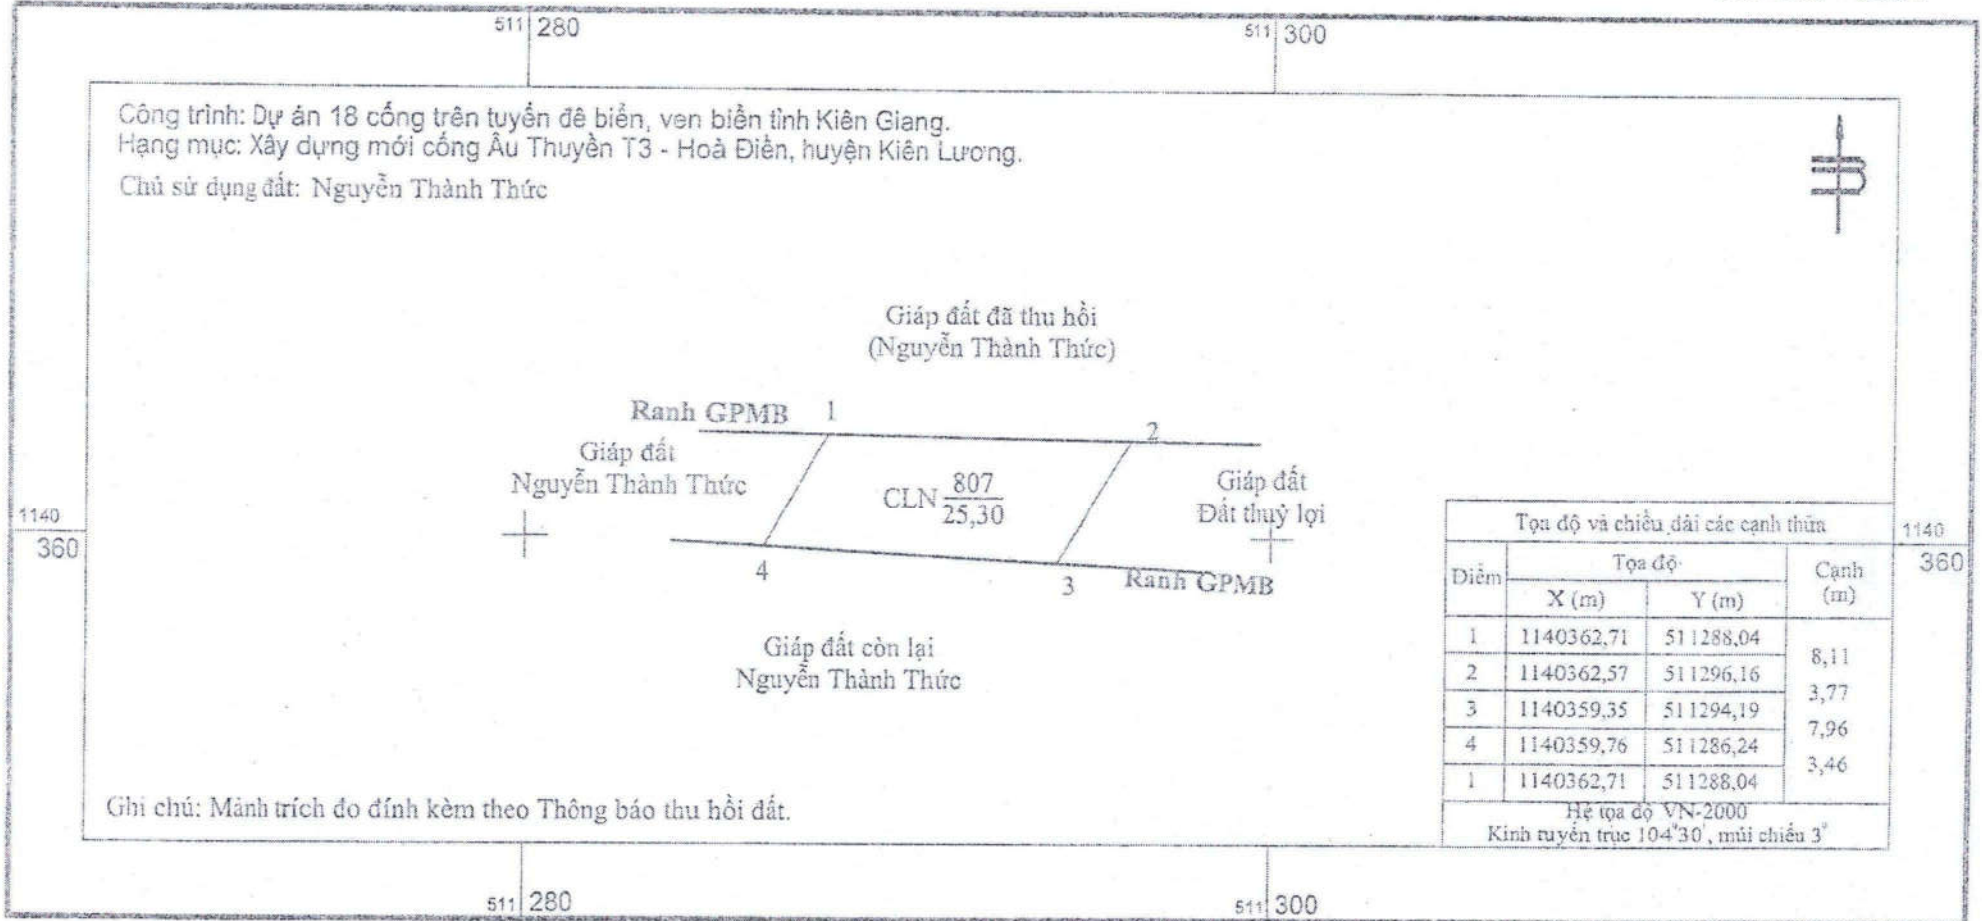 511 280
511 300
Công trình: Dự án 18 cống trên tuyến đê biển, ven biển tỉnh Kiên Giang.
Hạng mục: Xây dựng mới cống Âu Thuyền T3 - Hoà Điền, huyện Kiên Lương.
Chủ sử dụng đất: Nguyễn Thành Thức
Giáp đất đã thu hồi
(Nguyễn Thành Thức)
Ranh GPMB
1
2
Giáp đất
Nguyễn Thành Thức
CLN 807
25,30
Giáp đất
Đất thuỷ lợi
1140
360
1140
360
4
3
Ranh GPMB
Giáp đất còn lại
Nguyễn Thành Thức
Tọa độ và chiều dài các cạnh thửa
Điểm
Tọa độ
Cạnh
(m)
X (m) Y (m)
1 1140362,71 511288,04
8,11
2 1140362,57 511296,16
3,77
3 1140359,35 511294,19
7,96
4 1140359,76 511286,24
3,46
1 1140362,71 511288,04
Hệ tọa độ VN-2000
Kinh tuyến trục 104°30', múi chiếu 3°
Ghi chú: Mảnh trích đo đính kèm theo Thông báo thu hồi đất.
511 280
511 300